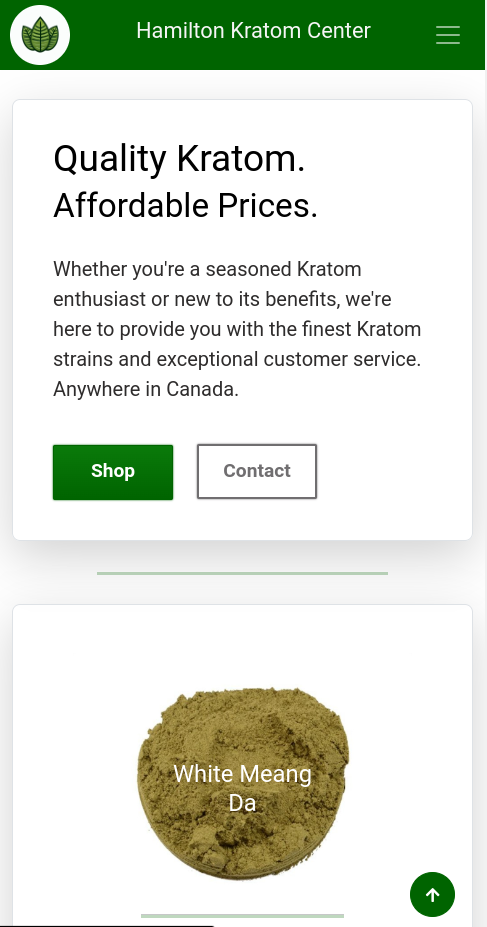 Hamilton Kratom Center
Quality Kratom.
Affordable Prices.
Whether you're a seasoned Kratom
enthusiast or new to its benefits, we're
here to provide you with the finest Kratom
strains and exceptional customer service.
Anywhere in Canada.
Shop
Contact
White Meang
Da